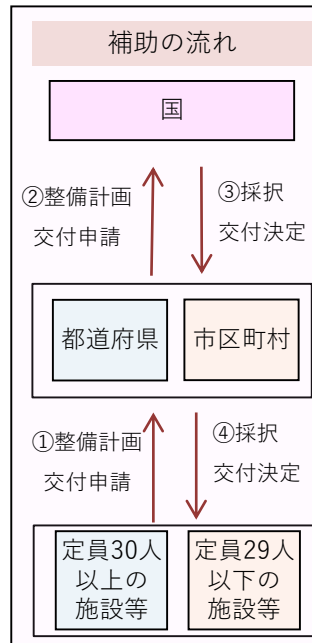 補助の流れ
国
②整備計画
交付申請
③採択
交付決定
都道府県
市区町村
①整備計画
交付申請
④採択
交付決定
定員30人
以上の
施設等
定員29人
以下の
施設等